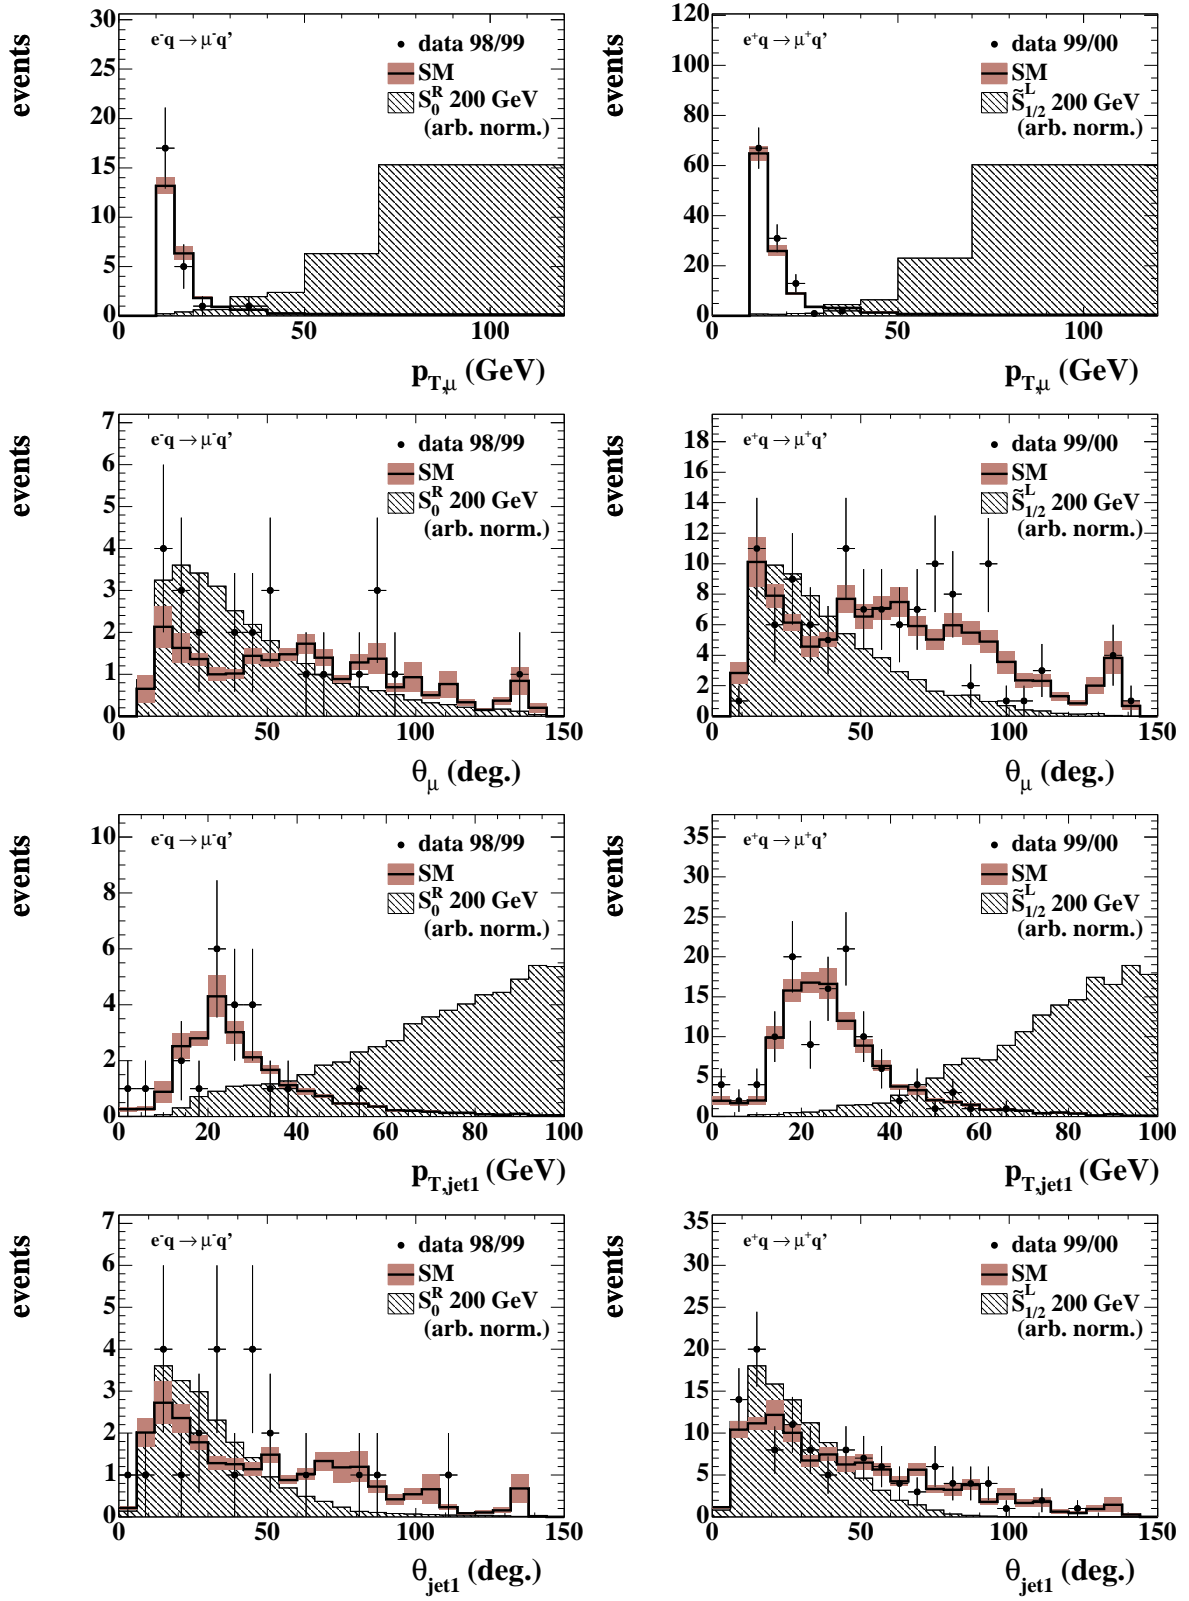 events
30
25
20
15
10
5
0
0 50 100
e⁻q → μ⁻q’
data 98/99
SM
S₀ᴿ 200 GeV
(arb. norm.)
p_T,μ (GeV)
events
120
100
80
60
40
20
0
0 50 100
e⁺q → μ⁺q’
data 99/00
SM
S̃₁/₂ᴸ 200 GeV
(arb. norm.)
p_T,μ (GeV)
events
7
6
5
4
3
2
1
0
0 50 100 150
e⁻q → μ⁻q’
data 98/99
SM
S₀ᴿ 200 GeV
(arb. norm.)
θ_μ (deg.)
events
18
16
14
12
10
8
6
4
2
0
0 50 100 150
e⁺q → μ⁺q’
data 99/00
SM
S̃₁/₂ᴸ 200 GeV
(arb. norm.)
θ_μ (deg.)
events
10
8
6
4
2
0
0 20 40 60 80 100
e⁻q → μ⁻q’
data 98/99
SM
S₀ᴿ 200 GeV
(arb. norm.)
p_T,jet1 (GeV)
events
35
30
25
20
15
10
5
0
0 20 40 60 80 100
e⁺q → μ⁺q’
data 99/00
SM
S̃₁/₂ᴸ 200 GeV
(arb. norm.)
p_T,jet1 (GeV)
events
7
6
5
4
3
2
1
0
0 50 100 150
e⁻q → μ⁻q’
data 98/99
SM
S₀ᴿ 200 GeV
(arb. norm.)
θ_jet1 (deg.)
events
35
30
25
20
15
10
5
0
0 50 100 150
e⁺q → μ⁺q’
data 99/00
SM
S̃₁/₂ᴸ 200 GeV
(arb. norm.)
θ_jet1 (deg.)